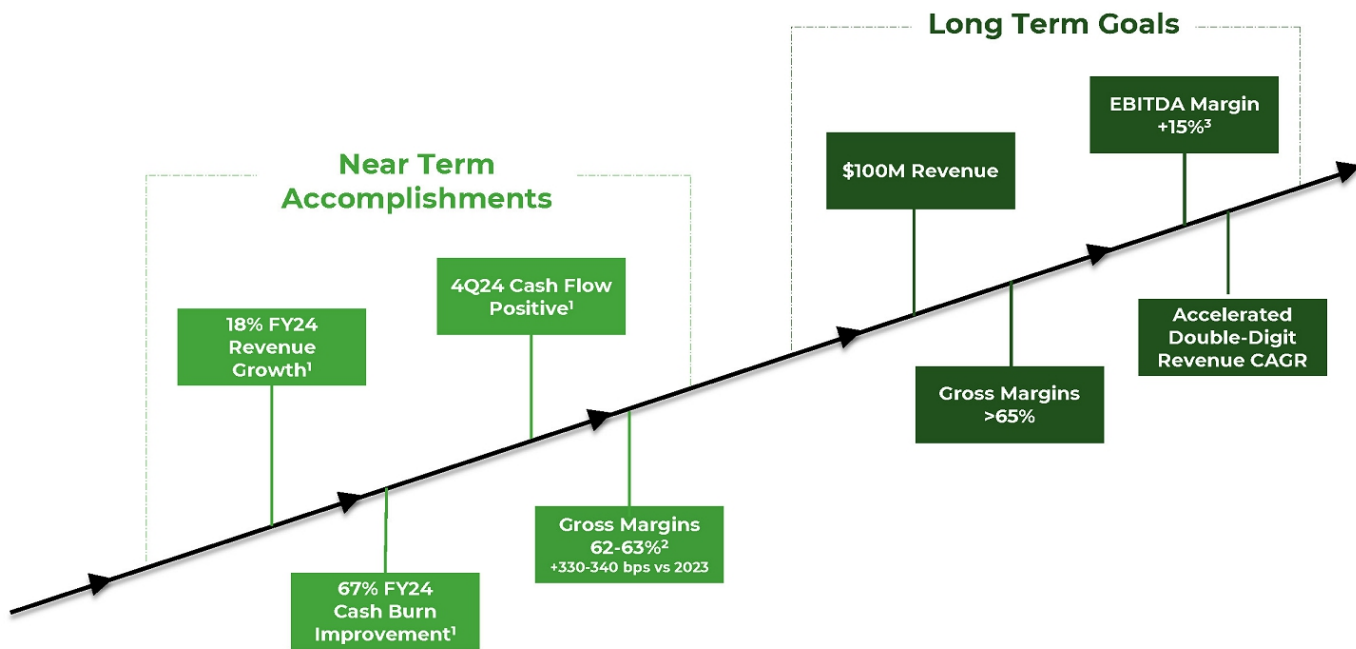 Long Term Goals
Near Term
Accomplishments
18% FY24
Revenue
Growth¹
67% FY24
Cash Burn
Improvement¹
4Q24 Cash Flow
Positive¹
Gross Margins
62-63%²
+330-340 bps vs 2023
$100M Revenue
Gross Margins
>65%
EBITDA Margin
+15%³
Accelerated
Double-Digit
Revenue CAGR